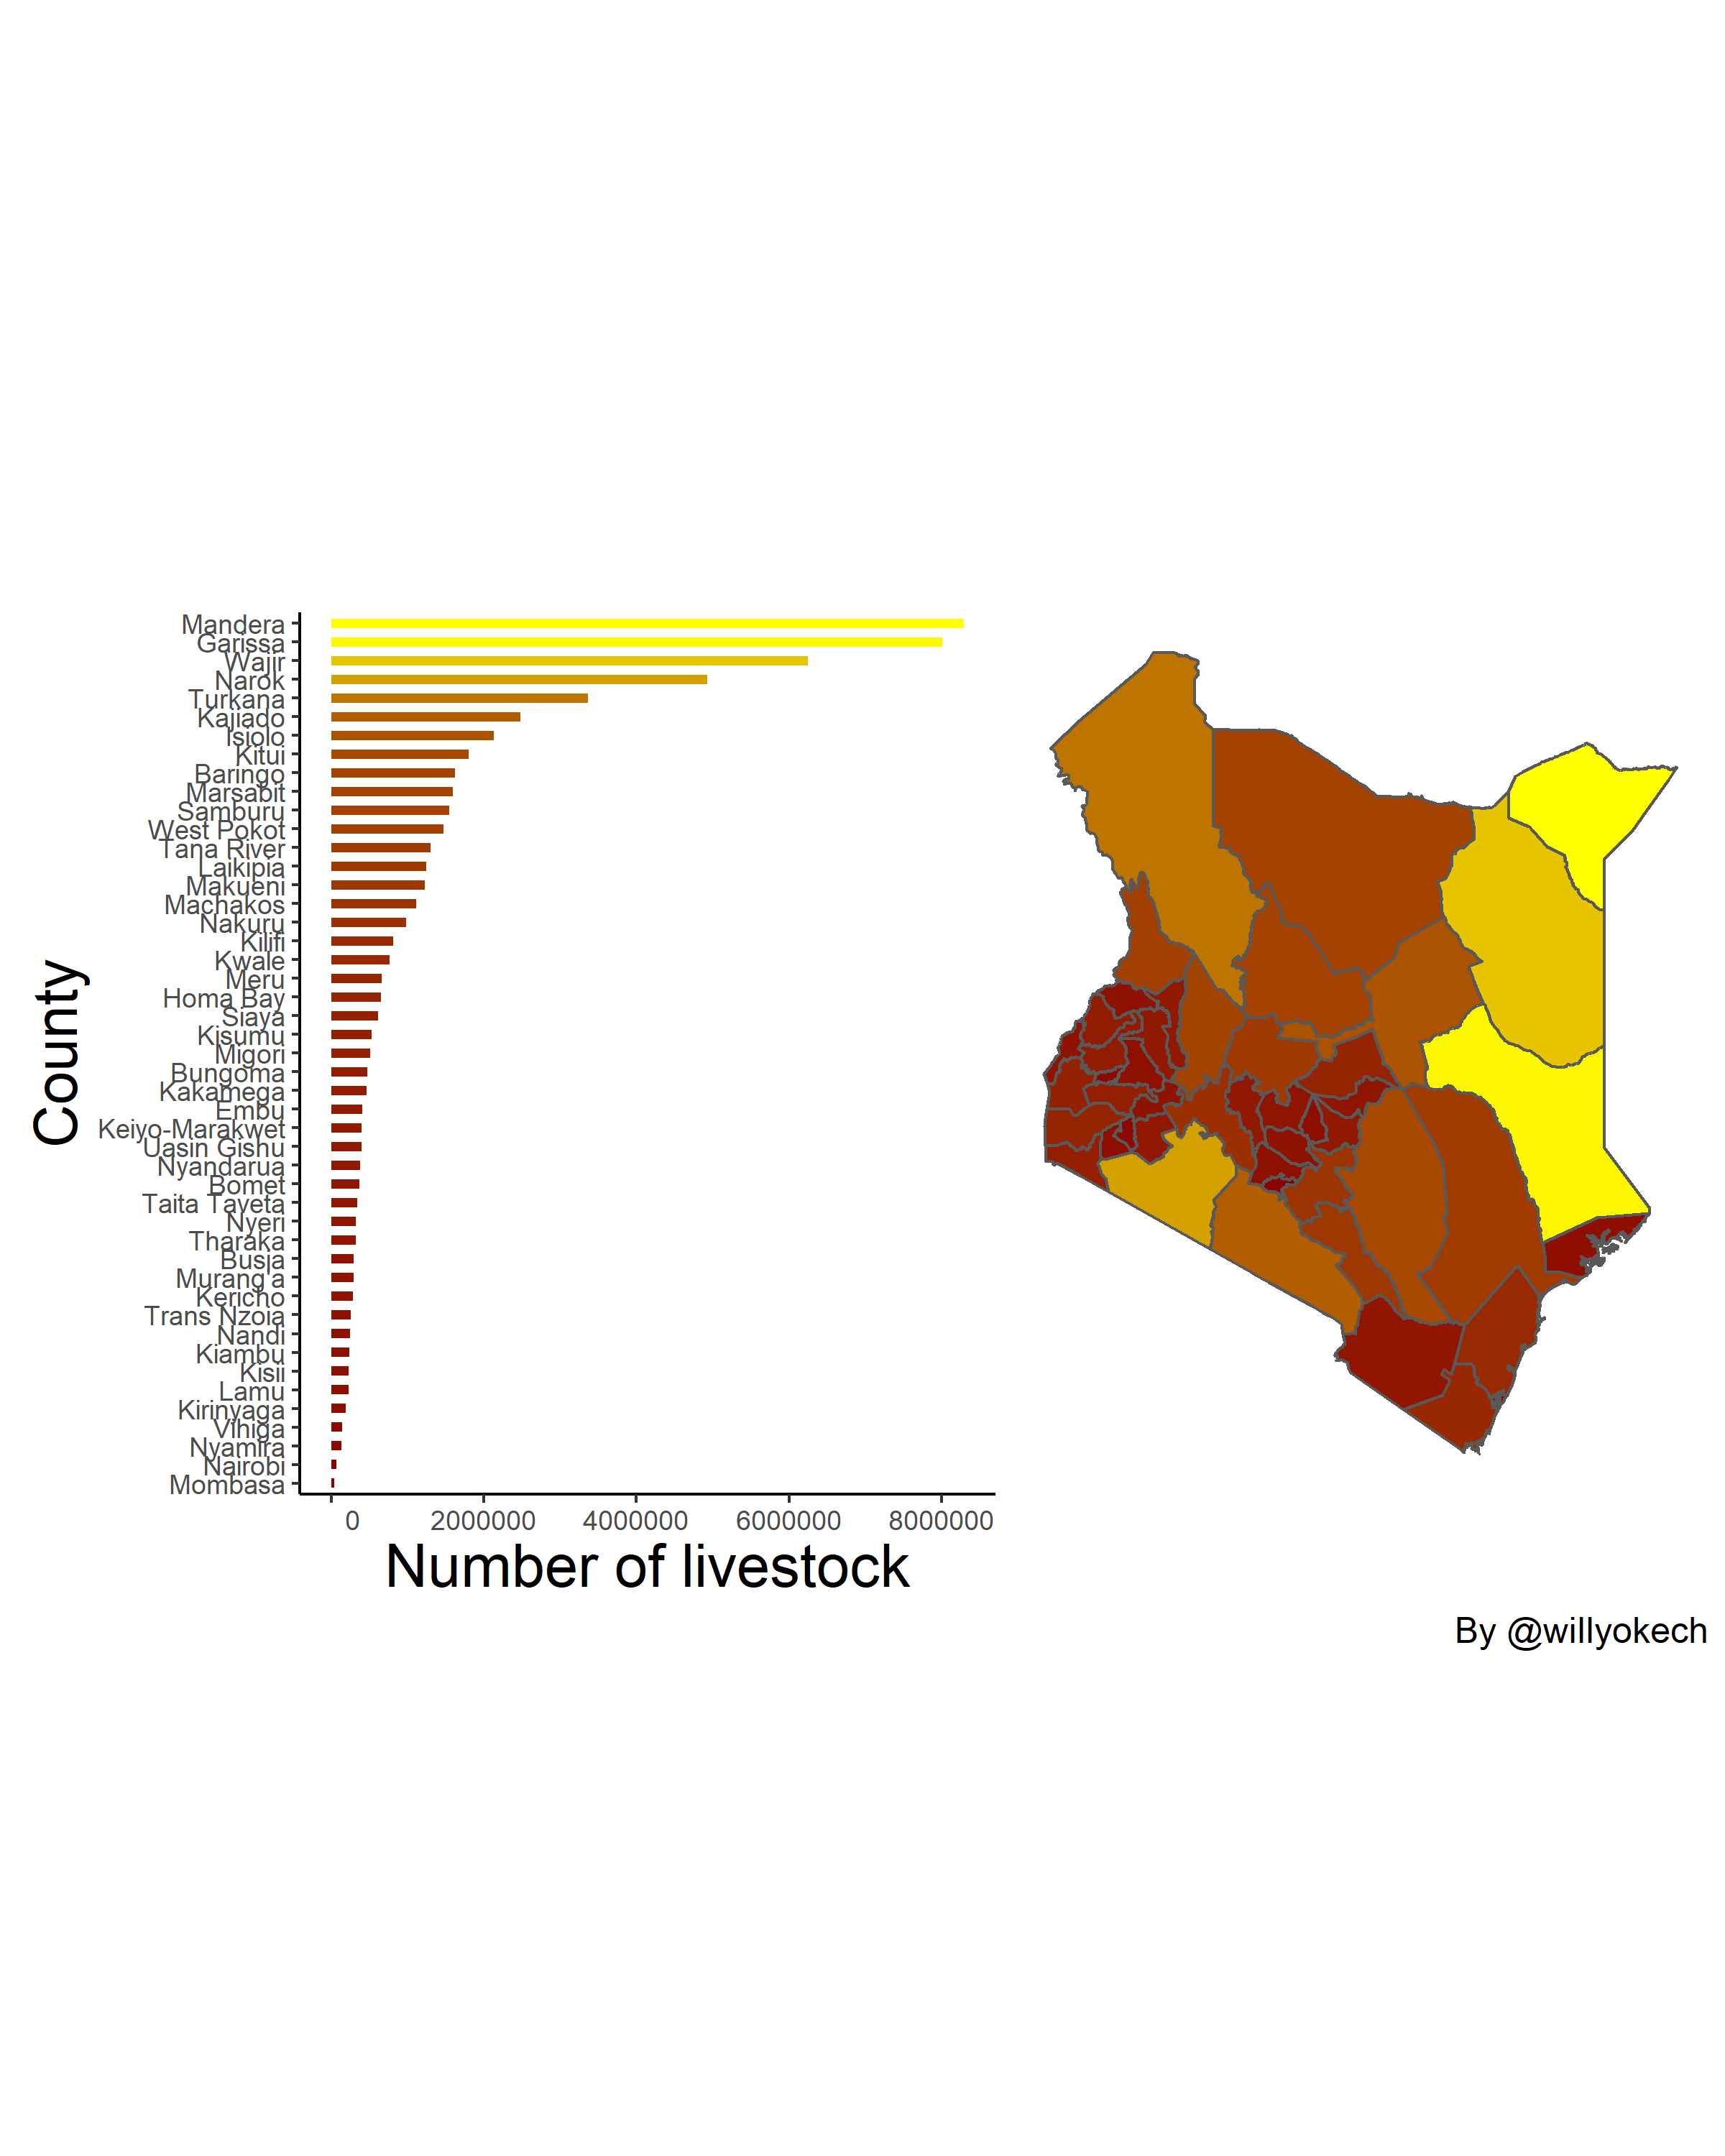 Mandera
Garissa
Wajir
Narok
Turkana
Kajiado
Isiolo
Kitui
Baringo
Marsabit
Samburu
West Pokot
Tana River
Laikipia
Makueni
Machakos
Nakuru
Kilifi
Kwale
Meru
Homa Bay
Siaya
Kisumu
Migori
Bungoma
Kakamega
Embu
Keiyo-Marakwet
Uasin Gishu
Nyandarua
Bomet
Taita Taveta
Nyeri
Tharaka
Busia
Murang'a
Kericho
Trans Nzoia
Nandi
Kiambu
Kisii
Lamu
Kirinyaga
Vihiga
Nyamira
Nairobi
Mombasa
County
0 2000000 4000000 6000000 8000000
Number of livestock
By @willyokech